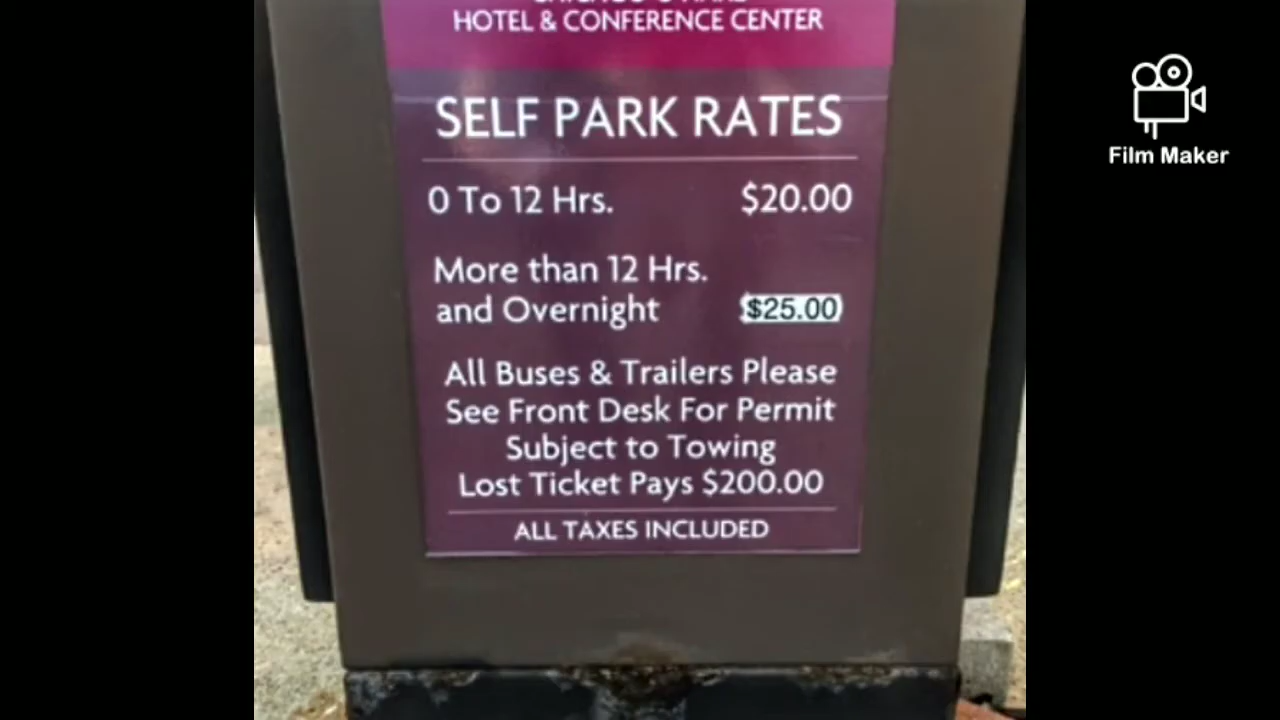 HOTEL & CONFERENCE CENTER
SELF PARK RATES
0 To 12 Hrs. $20.00
More than 12 Hrs.
and Overnight $25.00
All Buses & Trailers Please
See Front Desk For Permit
Subject to Towing
Lost Ticket Pays $200.00
ALL TAXES INCLUDED
Film Maker